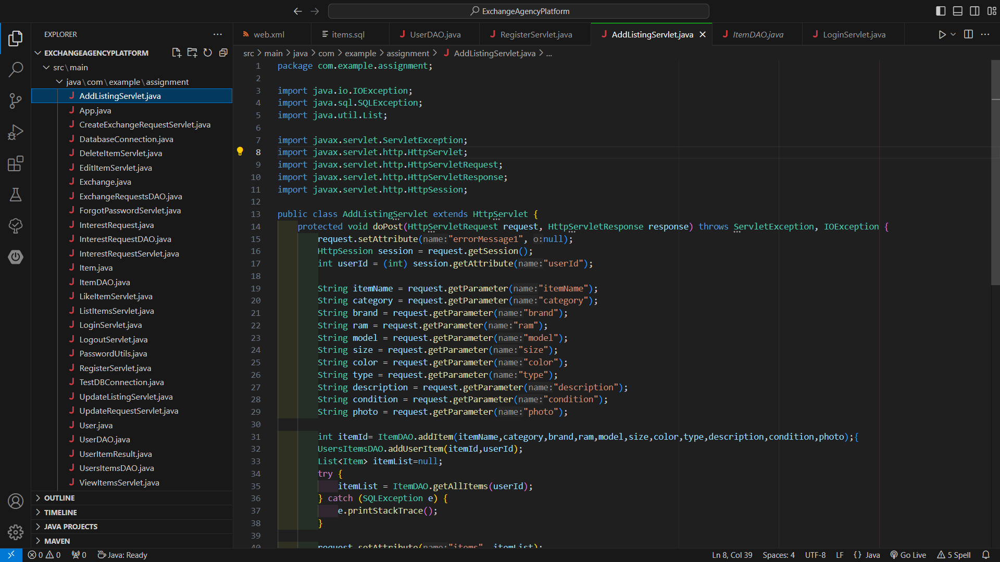 ExchangeAgencyPlatform
EXPLORER
EXCHANGEAGENCYPLATFORM
src\main
java\com\example\assignment
AddListingServlet.java
App.java
CreateExchangeRequestServlet.java
DatabaseConnection.java
DeleteItemServlet.java
EditItemServlet.java
Exchange.java
ExchangeRequestsDAO.java
ForgotPasswordServlet.java
InterestRequest.java
InterestRequestDAO.java
InterestRequestServlet.java
Item.java
ItemDAO.java
LikeItemServlet.java
ListItemsServlet.java
LoginServlet.java
LogoutServlet.java
PasswordUtils.java
RegisterServlet.java
TestDBConnection.java
UpdateListingServlet.java
UpdateRequestServlet.java
User.java
UserDAO.java
UserItemResult.java
UsersItemsDAO.java
ViewItemsServlet.java
OUTLINE
TIMELINE
JAVA PROJECTS
MAVEN
web.xml items.sql UserDAO.java RegisterServlet.java AddListingServlet.java ItemDAO.java LoginServlet.java
src > main > java > com > example > assignment > AddListingServlet.java > ...
1 package com.example.assignment;
2
3 import java.io.IOException;
4 import java.sql.SQLException;
5 import java.util.List;
6
7 import javax.servlet.ServletException;
8 import javax.servlet.http.HttpServlet;
9 import javax.servlet.http.HttpServletRequest;
10 import javax.servlet.http.HttpServletResponse;
11 import javax.servlet.http.HttpSession;
12
13 public class AddListingServlet extends HttpServlet {
14 protected void doPost(HttpServletRequest request, HttpServletResponse response) throws ServletException, IOException {
15 request.setAttribute(name:"errorMessage1", o:null);
16 HttpSession session = request.getSession();
17 int userId = (int) session.getAttribute(name:"userId");
18
19 String itemName = request.getParameter(name:"itemName");
20 String category = request.getParameter(name:"category");
21 String brand = request.getParameter(name:"brand");
22 String ram = request.getParameter(name:"ram");
23 String model = request.getParameter(name:"model");
24 String size = request.getParameter(name:"size");
25 String color = request.getParameter(name:"color");
26 String type = request.getParameter(name:"type");
27 String description = request.getParameter(name:"description");
28 String condition = request.getParameter(name:"condition");
29 String photo = request.getParameter(name:"photo");
30
31 int itemId= ItemDAO.addItem(itemName,category,brand,ram,model,size,color,type,description,condition,photo);{
32 UsersItemsDAO.addUserItem(itemId,userId);
33 List<Item> itemList=null;
34 try {
35 itemList = ItemDAO.getAllItems(userId);
36 } catch (SQLException e) {
37 e.printStackTrace();
38 }
39
40 request.setAttribute(name:"items", itemList);
0 0 0 Java: Ready Ln 8, Col 39 Spaces: 4 UTF-8 LF {} Java Go Live 5 Spell